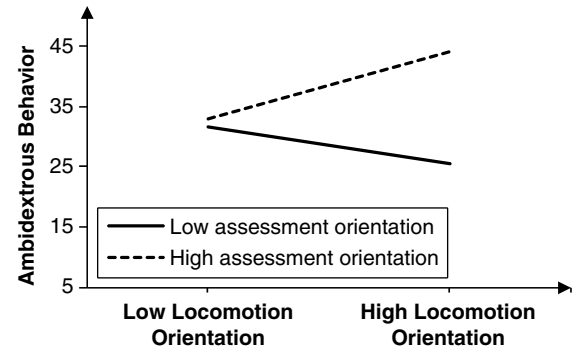 Ambidextrous Behavior
45
35
25
15
5
Low assessment orientation
High assessment orientation
Low Locomotion
Orientation
High Locomotion
Orientation